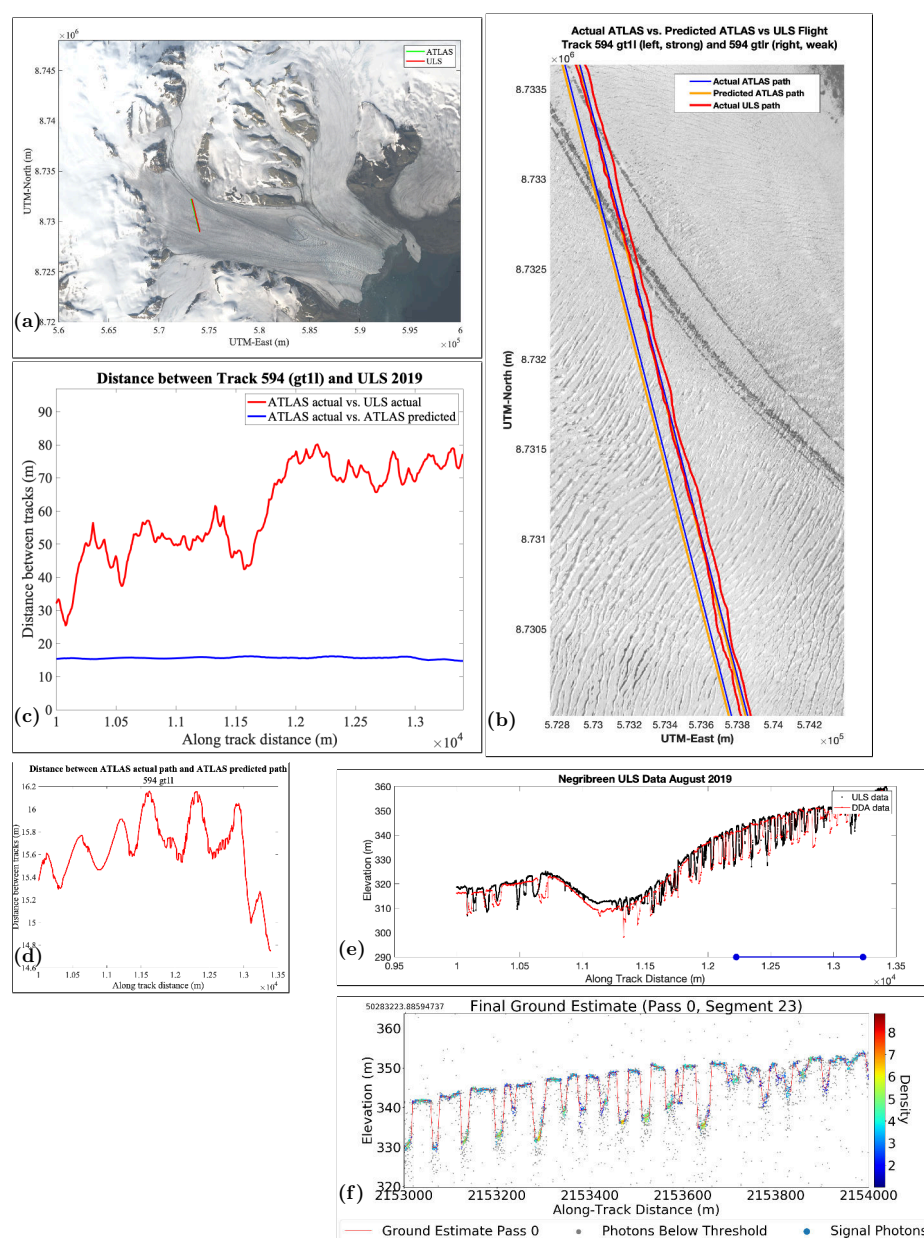 ×10⁶
ATLAS
ULS
8.745
8.74
8.735
8.73
8.725
8.72
UTM-North (m)
5.6
5.65
5.7
5.75
5.8
5.85
5.9
5.95
6
UTM-East (m)
×10⁵
(a)
Actual ATLAS vs. Predicted ATLAS vs ULS Flight
Track 594 gt1l (left, strong) and 594 gtlr (right, weak)
×10⁶
Actual ATLAS path
Predicted ATLAS path
Actual ULS path
8.7335
8.733
8.7325
8.732
8.7315
8.731
8.7305
UTM-North (m)
5.728
5.73
5.732
5.734
5.736
5.738
5.74
5.742
UTM-East (m)
×10⁵
(b)
Distance between Track 594 (gt1l) and ULS 2019
ATLAS actual vs. ULS actual
ATLAS actual vs. ATLAS predicted
90
80
70
60
50
40
30
20
10
0
Distance between tracks (m)
1
1.05
1.1
1.15
1.2
1.25
1.3
Along track distance (m)
×10⁴
(c)
Distance between ATLAS actual path and ATLAS predicted path
594 gt1l
16.2
16
15.8
15.6
15.4
15.2
15
14.8
14.6
Distance between tracks (m)
1
1.05
1.1
1.15
1.2
1.25
1.3
1.35
Along track distance (m)
×10⁴
(d)
Negribreen ULS Data August 2019
ULS data
DDA data
360
350
340
330
320
310
300
290
Elevation (m)
0.95
1
1.05
1.1
1.15
1.2
1.25
1.3
1.35
Along Track Distance (m)
×10⁴
(e)
50283223.88594737
Final Ground Estimate (Pass 0, Segment 23)
360
350
340
330
320
Elevation (m)
2153000
2153200
2153400
2153600
2153800
2154000
Along-Track Distance (m)
8
7
6
5
4
3
2
Density
(f)
Ground Estimate Pass 0
Photons Below Threshold
Signal Photons